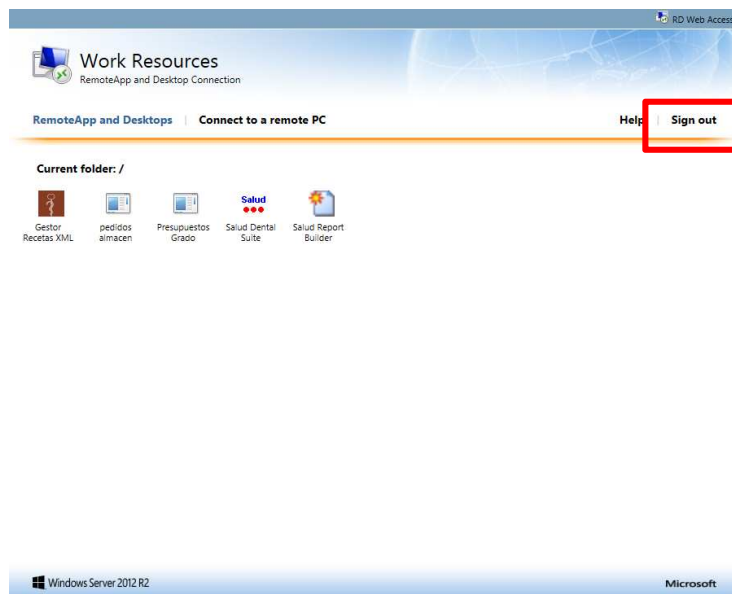 RD Web Access
Work Resources
RemoteApp and Desktop Connection
RemoteApp and Desktops | Connect to a remote PC Help | Sign out
Current folder: /
Gestor Recetas XML
pedidos almacen
Presupuestos Grado
Salud
Salud Dental Suite
Salud Report Builder
Windows Server 2012 R2
Microsoft